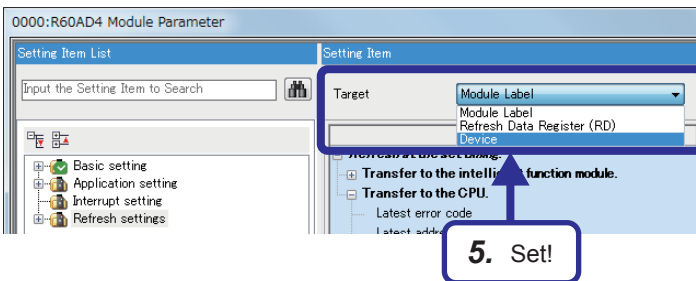 0000:R60AD4 Module Parameter
Setting Item List
Setting Item
Input the Setting Item to Search
Target
Module Label
Module Label
Refresh Data Register (RD)
Device
Basic setting
Application setting
Interrupt setting
Refresh settings
Transfer to the function module.
Transfer to the CPU.
Latest error code
Latest
5. Set!